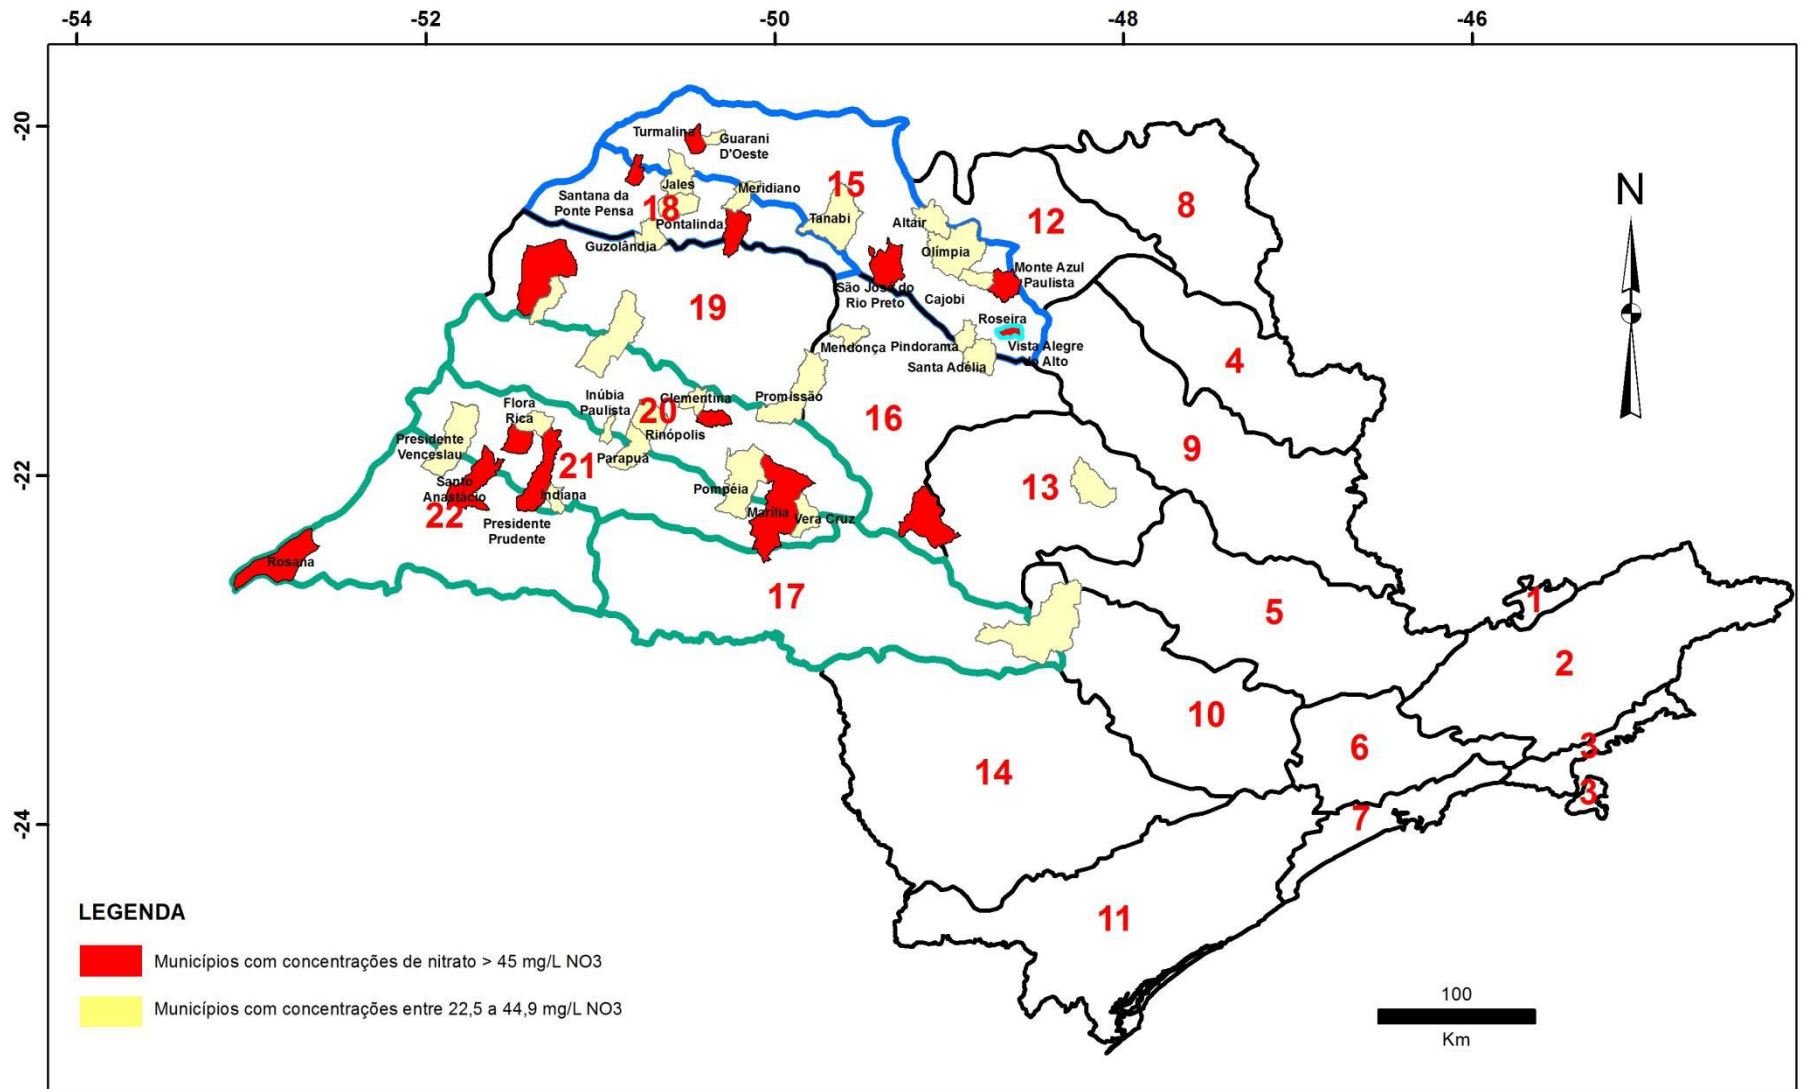 -54
-52
-50
-48
-46
-20
-22
-24
N
Turmalina
Guarani
D'Oeste
Santana da
Ponte Pensa
Jales
Meridiano
15
18
Pontalinda
Guzolândia
Tanabi
Altair
Olímpia
12
8
Monte Azul
Paulista
São José do
Rio Preto
Cajobi
19
Roseira
Mendonça
Pindorama
Vista Alegre
do Alto
Santa Adélia
4
Inúbia
Paulista
Clementina
Promissão
Flora
Rica
20
Rinópolis
16
Presidente
Venceslau
Parapuã
21
9
Santo
Anastácio
Indiana
Pompéia
13
22
Presidente
Prudente
Marília
Vera Cruz
Rosana
17
5
1
2
10
6
3
14
3
7
11
LEGENDA
Municípios com concentrações de nitrato > 45 mg/L NO3
Municípios com concentrações entre 22,5 a 44,9 mg/L NO3
100
Km